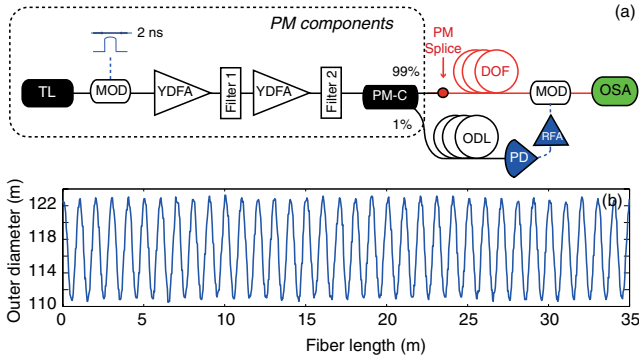 PM components
(a)
2 ns
PM
Splice
99%
TL
MOD
YDFA
Filter 1
YDFA
Filter 2
PM-C
DOF
MOD
OSA
1%
ODL
PD
RFA
(b)
Outer diameter (m)
122
118
114
110
0
5
10
15
20
25
30
35
Fiber length (m)